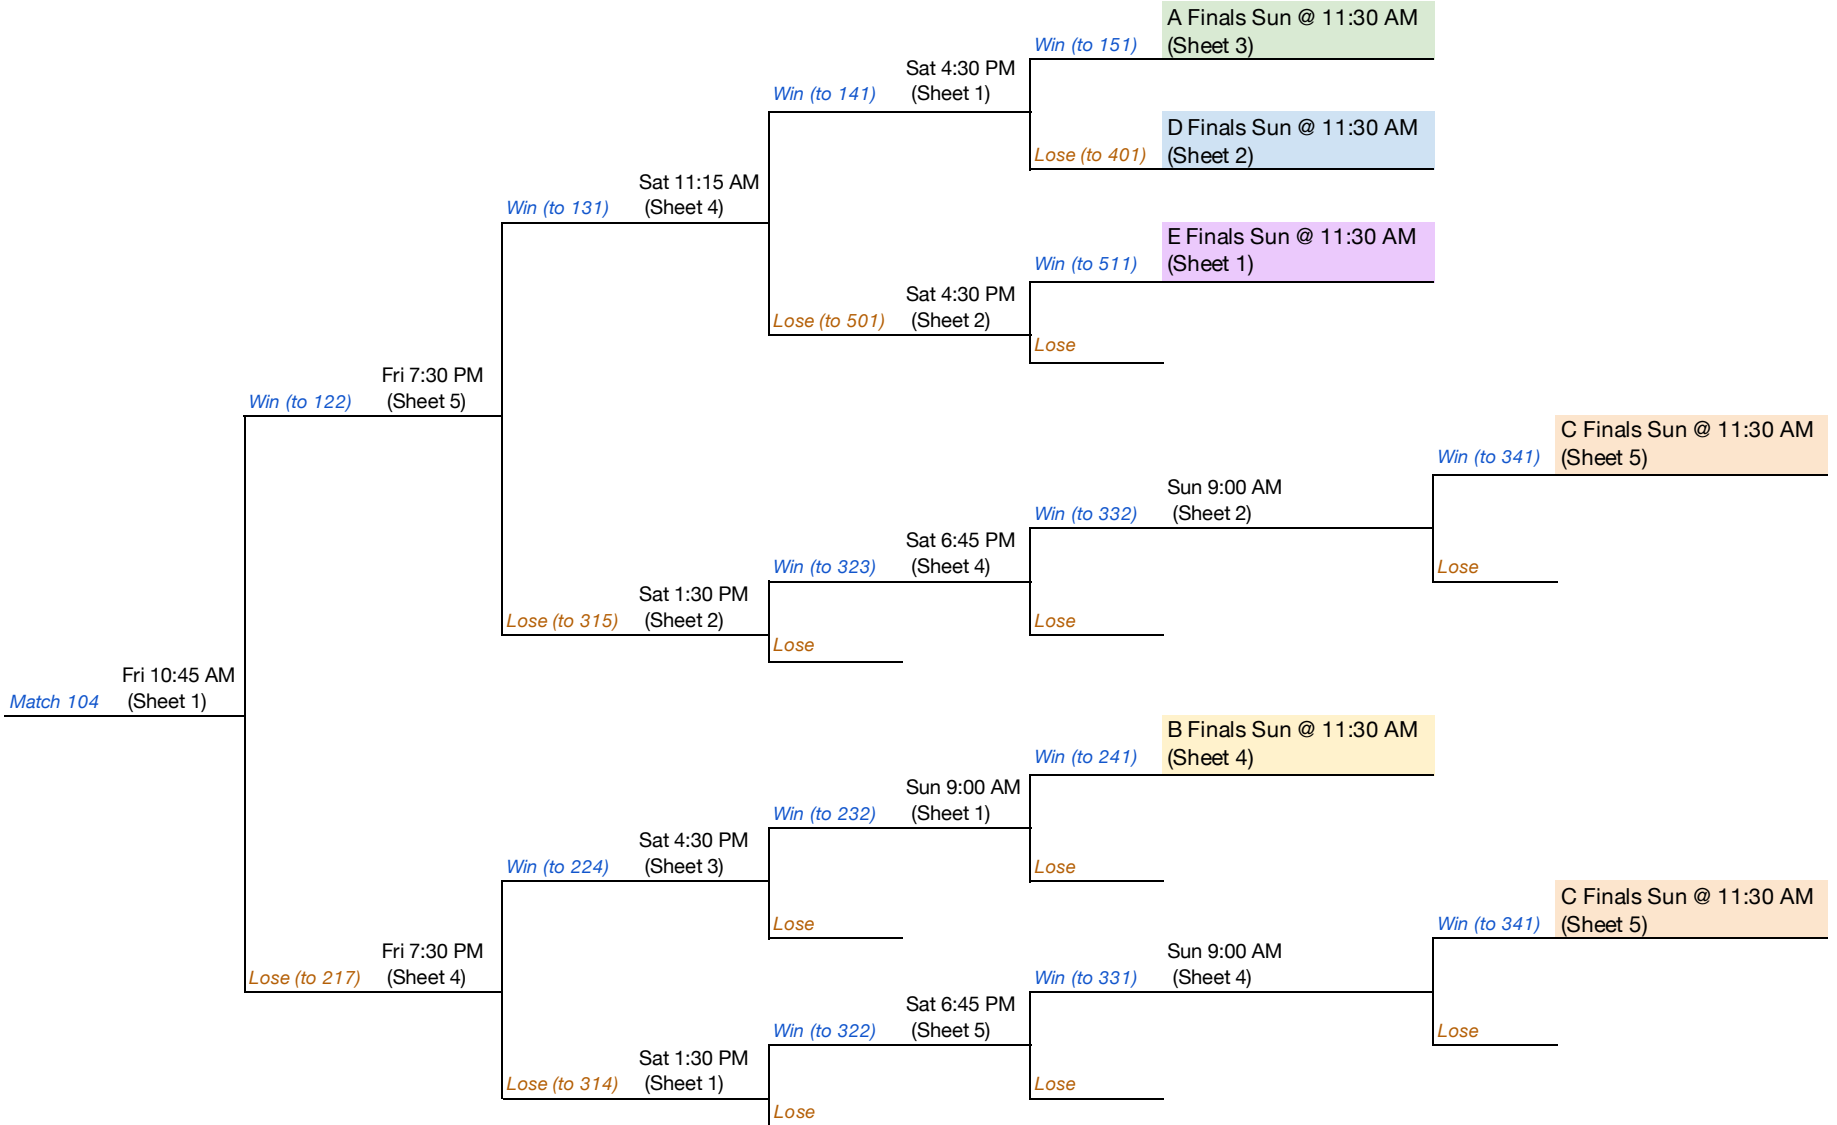 A Finals Sun @ 11:30 AM
Win (to 151)
(Sheet 3)
Sat 4:30 PM
Win (to 141)
(Sheet 1)
D Finals Sun @ 11:30 AM
Lose (to 401)
(Sheet 2)
Sat 11:15 AM
Win (to 131)
(Sheet 4)
E Finals Sun @ 11:30 AM
Win (to 511)
(Sheet 1)
Sat 4:30 PM
Lose (to 501)
(Sheet 2)
Lose
Fri 7:30 PM
Win (to 122)
(Sheet 5)
C Finals Sun @ 11:30 AM
Win (to 341)
(Sheet 5)
Sun 9:00 AM
Win (to 332)
(Sheet 2)
Sat 6:45 PM
Win (to 323)
(Sheet 4)
Lose
Sat 1:30 PM
Lose (to 315)
(Sheet 2)
Lose
Lose
Fri 10:45 AM
Match 104
(Sheet 1)
B Finals Sun @ 11:30 AM
Win (to 241)
(Sheet 4)
Sun 9:00 AM
Win (to 232)
(Sheet 1)
Sat 4:30 PM
Win (to 224)
(Sheet 3)
Lose
Lose
C Finals Sun @ 11:30 AM
Win (to 341)
(Sheet 5)
Fri 7:30 PM
Lose (to 217)
(Sheet 4)
Sun 9:00 AM
Win (to 331)
(Sheet 4)
Sat 6:45 PM
Win (to 322)
(Sheet 5)
Lose
Sat 1:30 PM
Lose (to 314)
(Sheet 1)
Lose
Lose